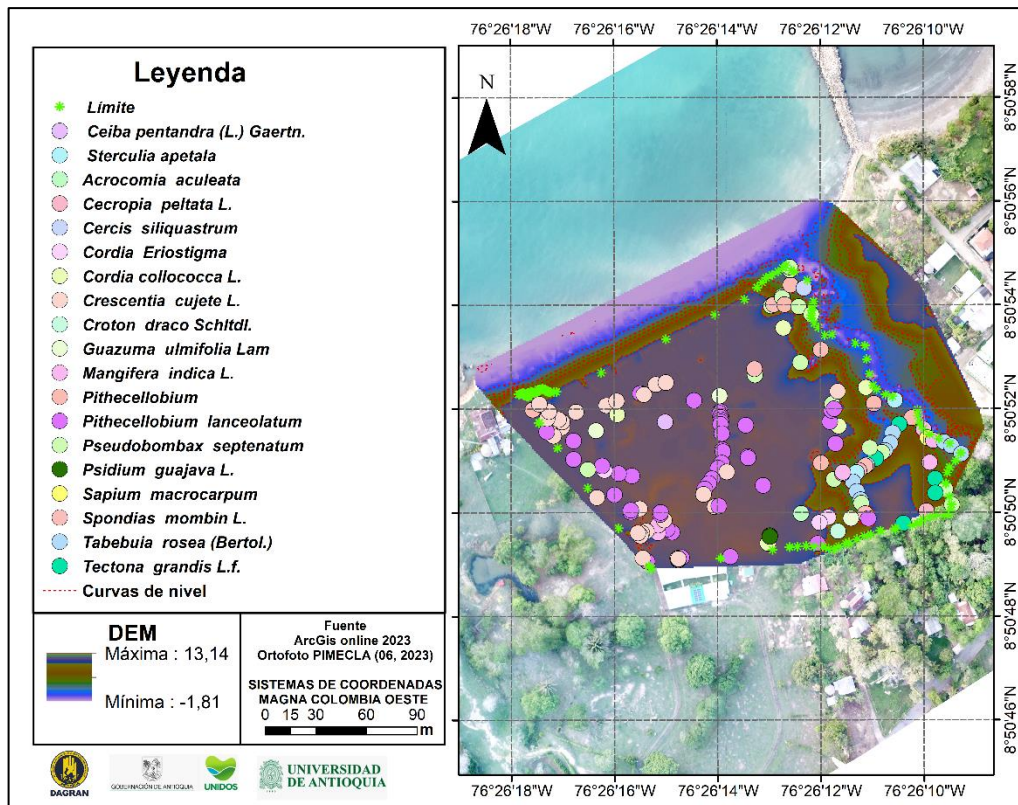 76°26'18"W 76°26'16"W 76°26'14"W 76°26'12"W 76°26'10"W
Leyenda
Límite
Ceiba pentandra (L.) Gaertn.
Sterculia apetala
Acrocomia aculeata
Cecropia peltata L.
Cercis siliquastrum
Cordia Eriostigma
Cordia collococca L.
Crescentia cujete L.
Croton draco Schltdl.
Guazuma ulmifolia Lam
Mangifera indica L.
Pithecellobium
Pithecellobium lanceolatum
Pseudobombax septenatum
Psidium guajava L.
Sapium macrocarpum
Spondias mombin L.
Tabebuia rosea (Bertol.)
Tectona grandis L.f.
Curvas de nivel
DEM
Máxima : 13,14
Mínima : -1,81
Fuente
ArcGis online 2023
Ortofoto PIMECLA (06, 2023)
SISTEMAS DE COORDENADAS
MAGNA COLOMBIA OESTE
0 15 30 60 90
m
DAGRAN
GOBERNACIÓN DE ANTIOQUIA
UNIDOS
UNIVERSIDAD
DE ANTIOQUIA
N
8°50'58"N
8°50'56"N
8°50'54"N
8°50'52"N
8°50'50"N
8°50'48"N
8°50'46"N
76°26'18"W 76°26'16"W 76°26'14"W 76°26'12"W 76°26'10"W